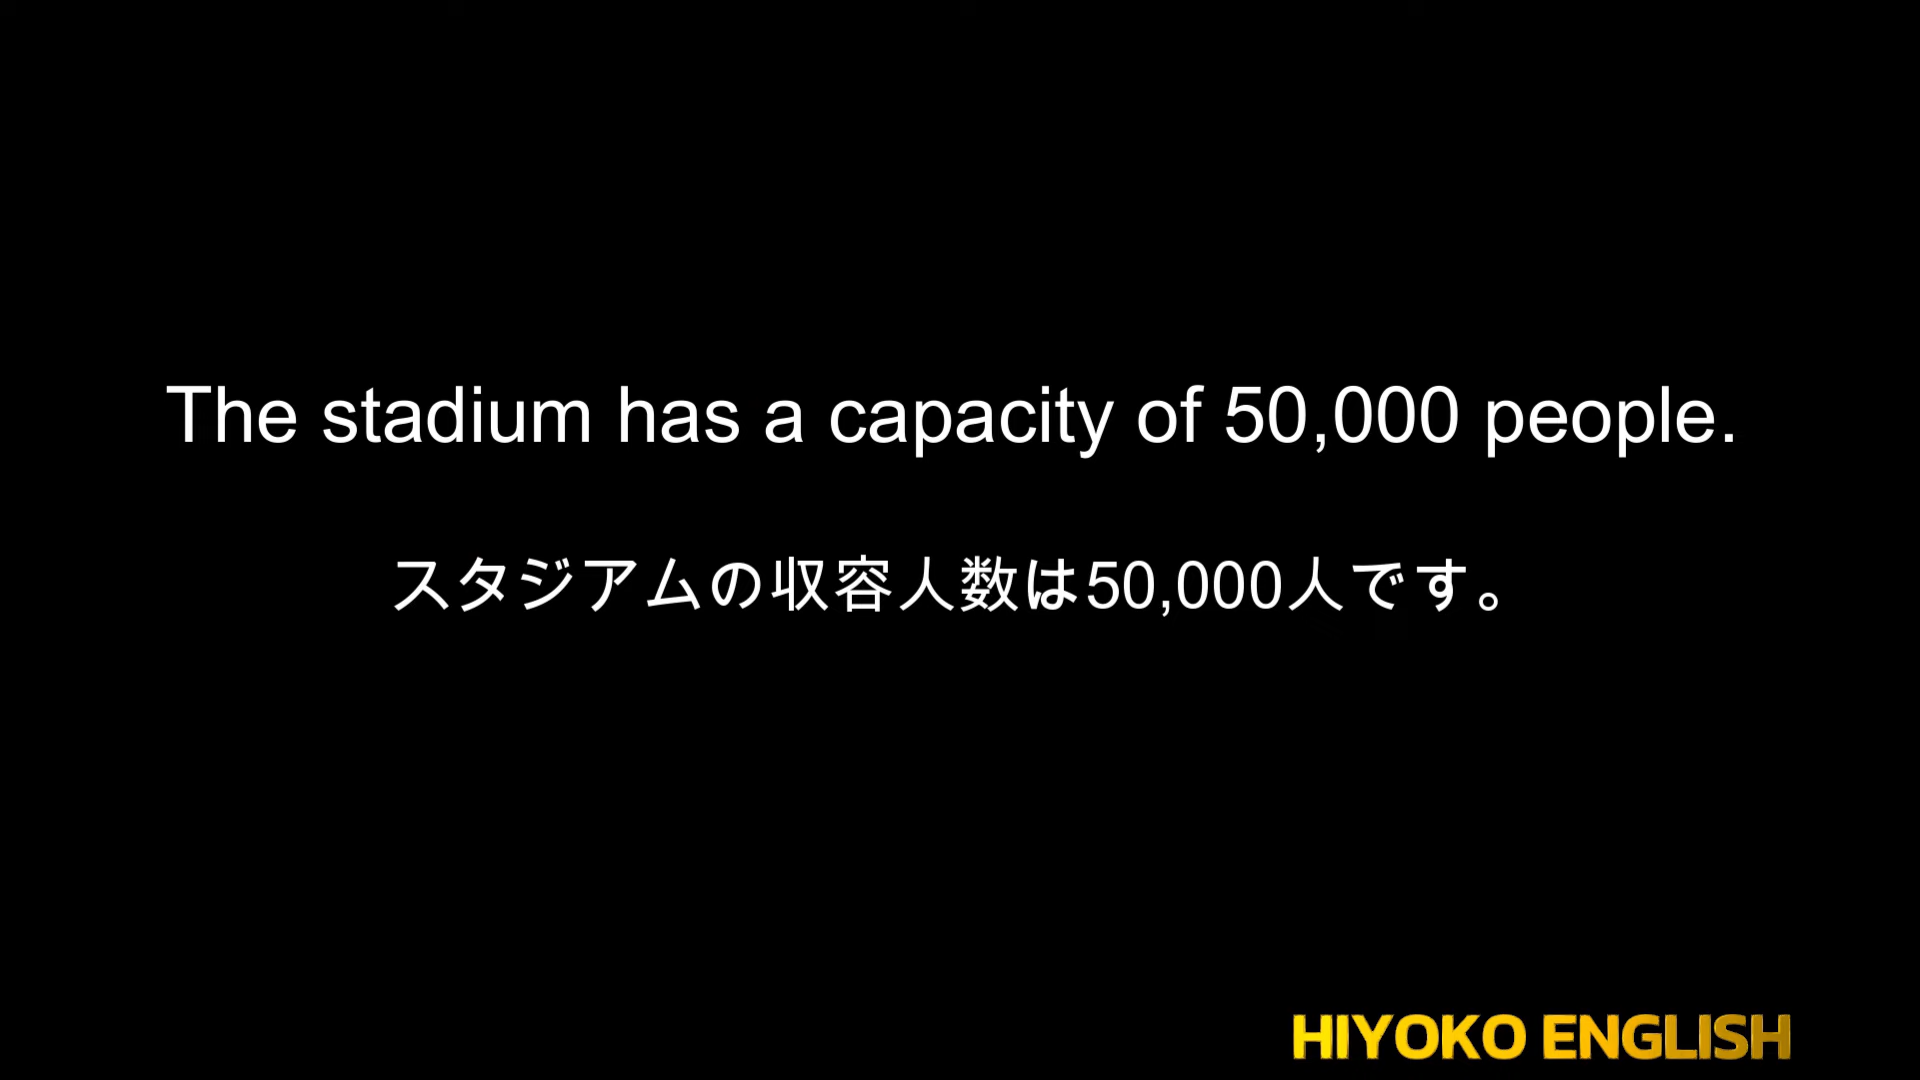 The stadium has a capacity of 50,000 people.
スタジアムの収容人数は50,000人です。
HIYOKO ENGLISH